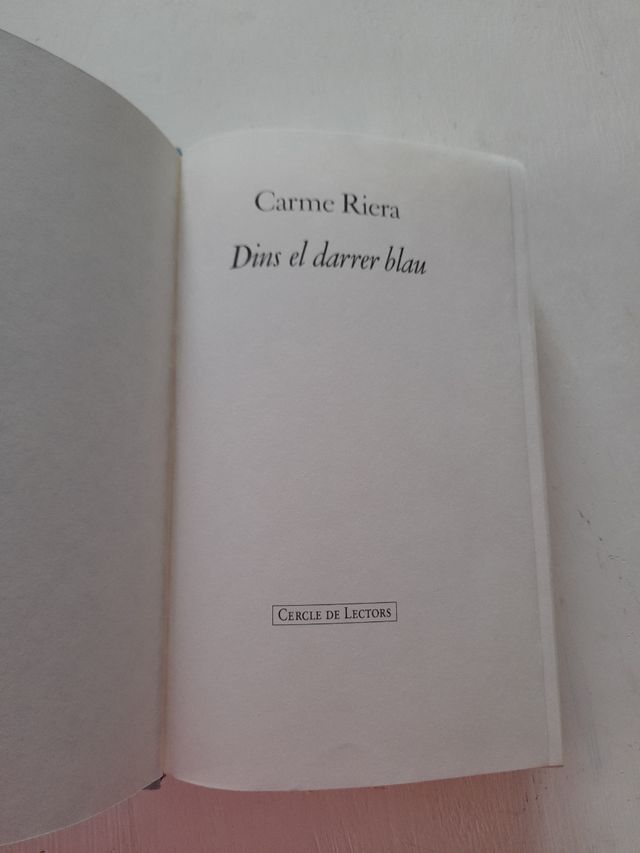 Carme Riera
Dins el darrer blau
CERCLE DE LECTORS